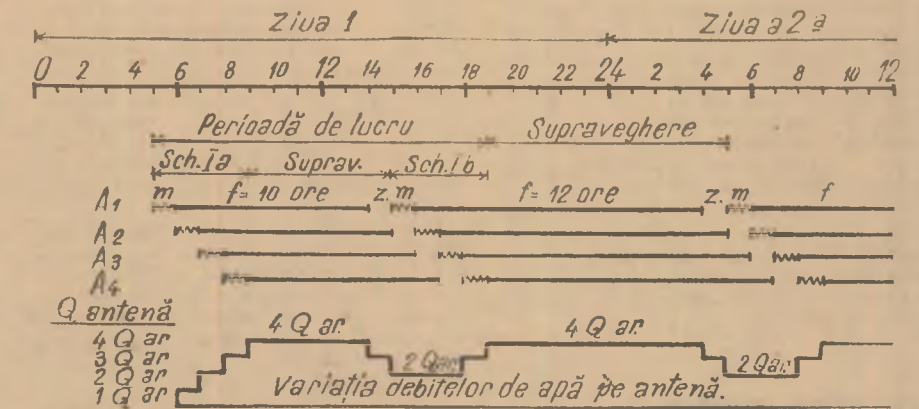 Ziua 1 Ziua a 2ª
0 2 4 6 8 10 12 14 16 18 20 22 24 2 4 6 8 10 12
Perioadă de lucru Supraveghere
Sch. Ia Suprav. Sch. Ib
A1 m f = 10 ore z. m f = 12 ore z. m f
A2
A3
A4
Q antenă
4 Q ar 4 Q ar. 4 Q ar.
3 Q ar
2 Q ar 2 Qar. 2 Qar.
1 Q ar Variația debitelor de apă pe antenă.